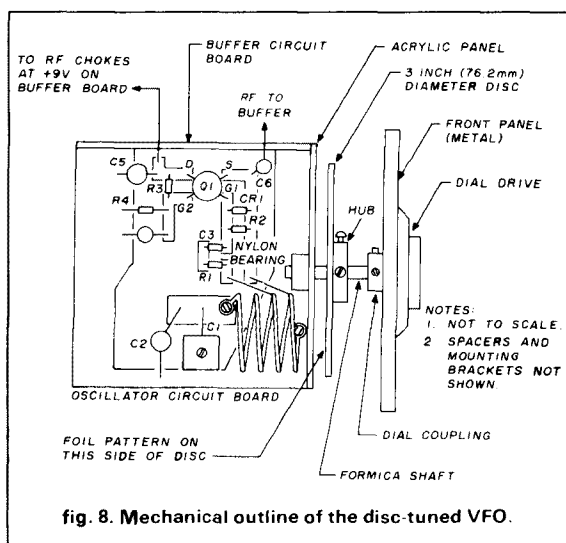 BUFFER CIRCUIT
BOARD
ACRYLIC PANEL
TO RF CHOKES
AT +9V ON
BUFFER BOARD
RF TO
BUFFER
3 INCH (76.2mm)
DIAMETER DISC
FRONT PANEL
(METAL)
DIAL DRIVE
C5
D
S
R3
Q1
G1
C6
R4
G2
CR1
R2
HUB
C3
NYLON
BEARING
R1
C2
C1
NOTES:
1. NOT TO SCALE.
2 SPACERS AND
MOUNTING
BRACKETS NOT
SHOWN.
OSCILLATOR CIRCUIT BOARD
DIAL COUPLING
FOIL PATTERN ON
THIS SIDE OF DISC
FORMICA SHAFT
fig. 8. Mechanical outline of the disc-tuned VFO.